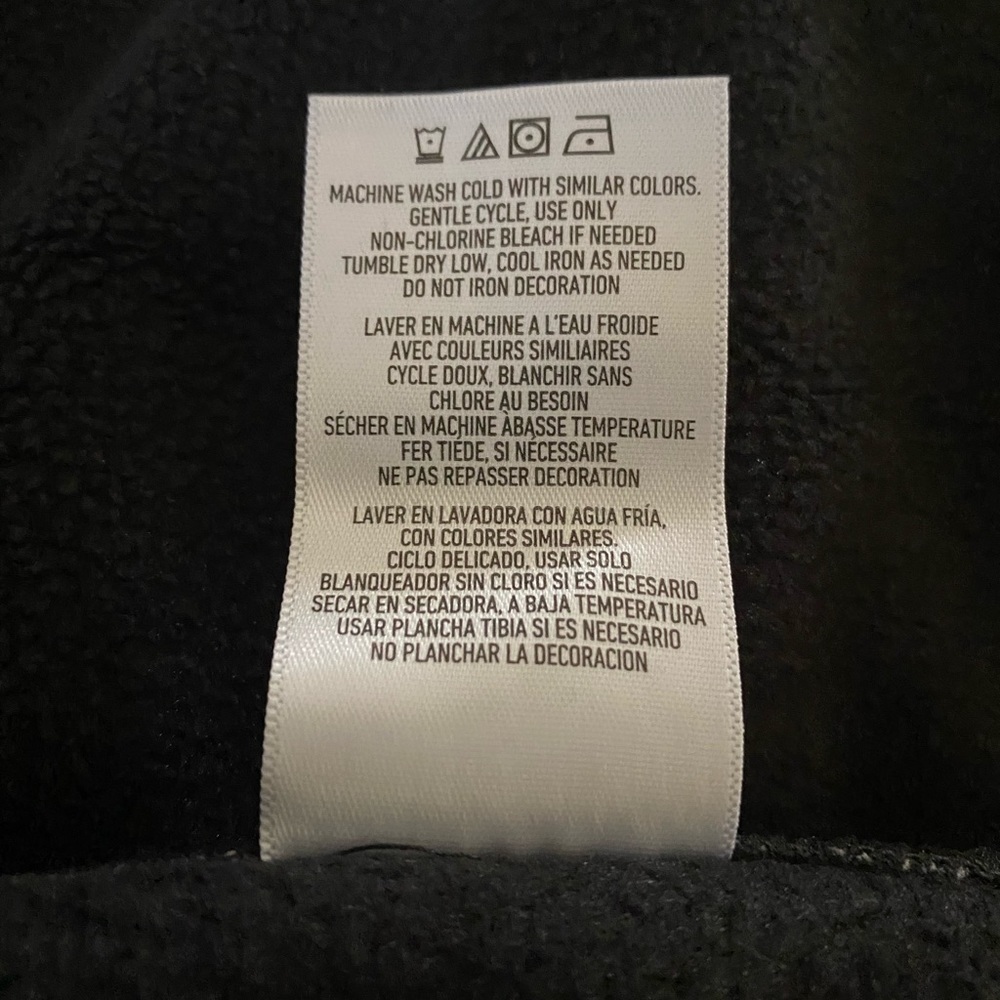 MACHINE WASH COLD WITH SIMILAR COLORS.
GENTLE CYCLE, USE ONLY
NON-CHLORINE BLEACH IF NEEDED
TUMBLE DRY LOW, COOL IRON AS NEEDED
DO NOT IRON DECORATION
LAVER EN MACHINE A L'EAU FROIDE
AVEC COULEURS SIMILIAIRES
CYCLE DOUX, BLANCHIR SANS
CHLORE AU BESOIN
SÉCHER EN MACHINE ÀBASSE TEMPERATURE
FER TIÉDE, SI NÉCESSAIRE
NE PAS REPASSER DECORATION
LAVER EN LAVADORA CON AGUA FRÍA,
CON COLORES SIMILARES.
CICLO DELICADO, USAR SOLO
BLANQUEADOR SIN CLORO SI ES NECESARIO
SECAR EN SECADORA, A BAJA TEMPERATURA
USAR PLANCHA TIBIA SI ES NECESARIO
NO PLANCHAR LA DECORACION